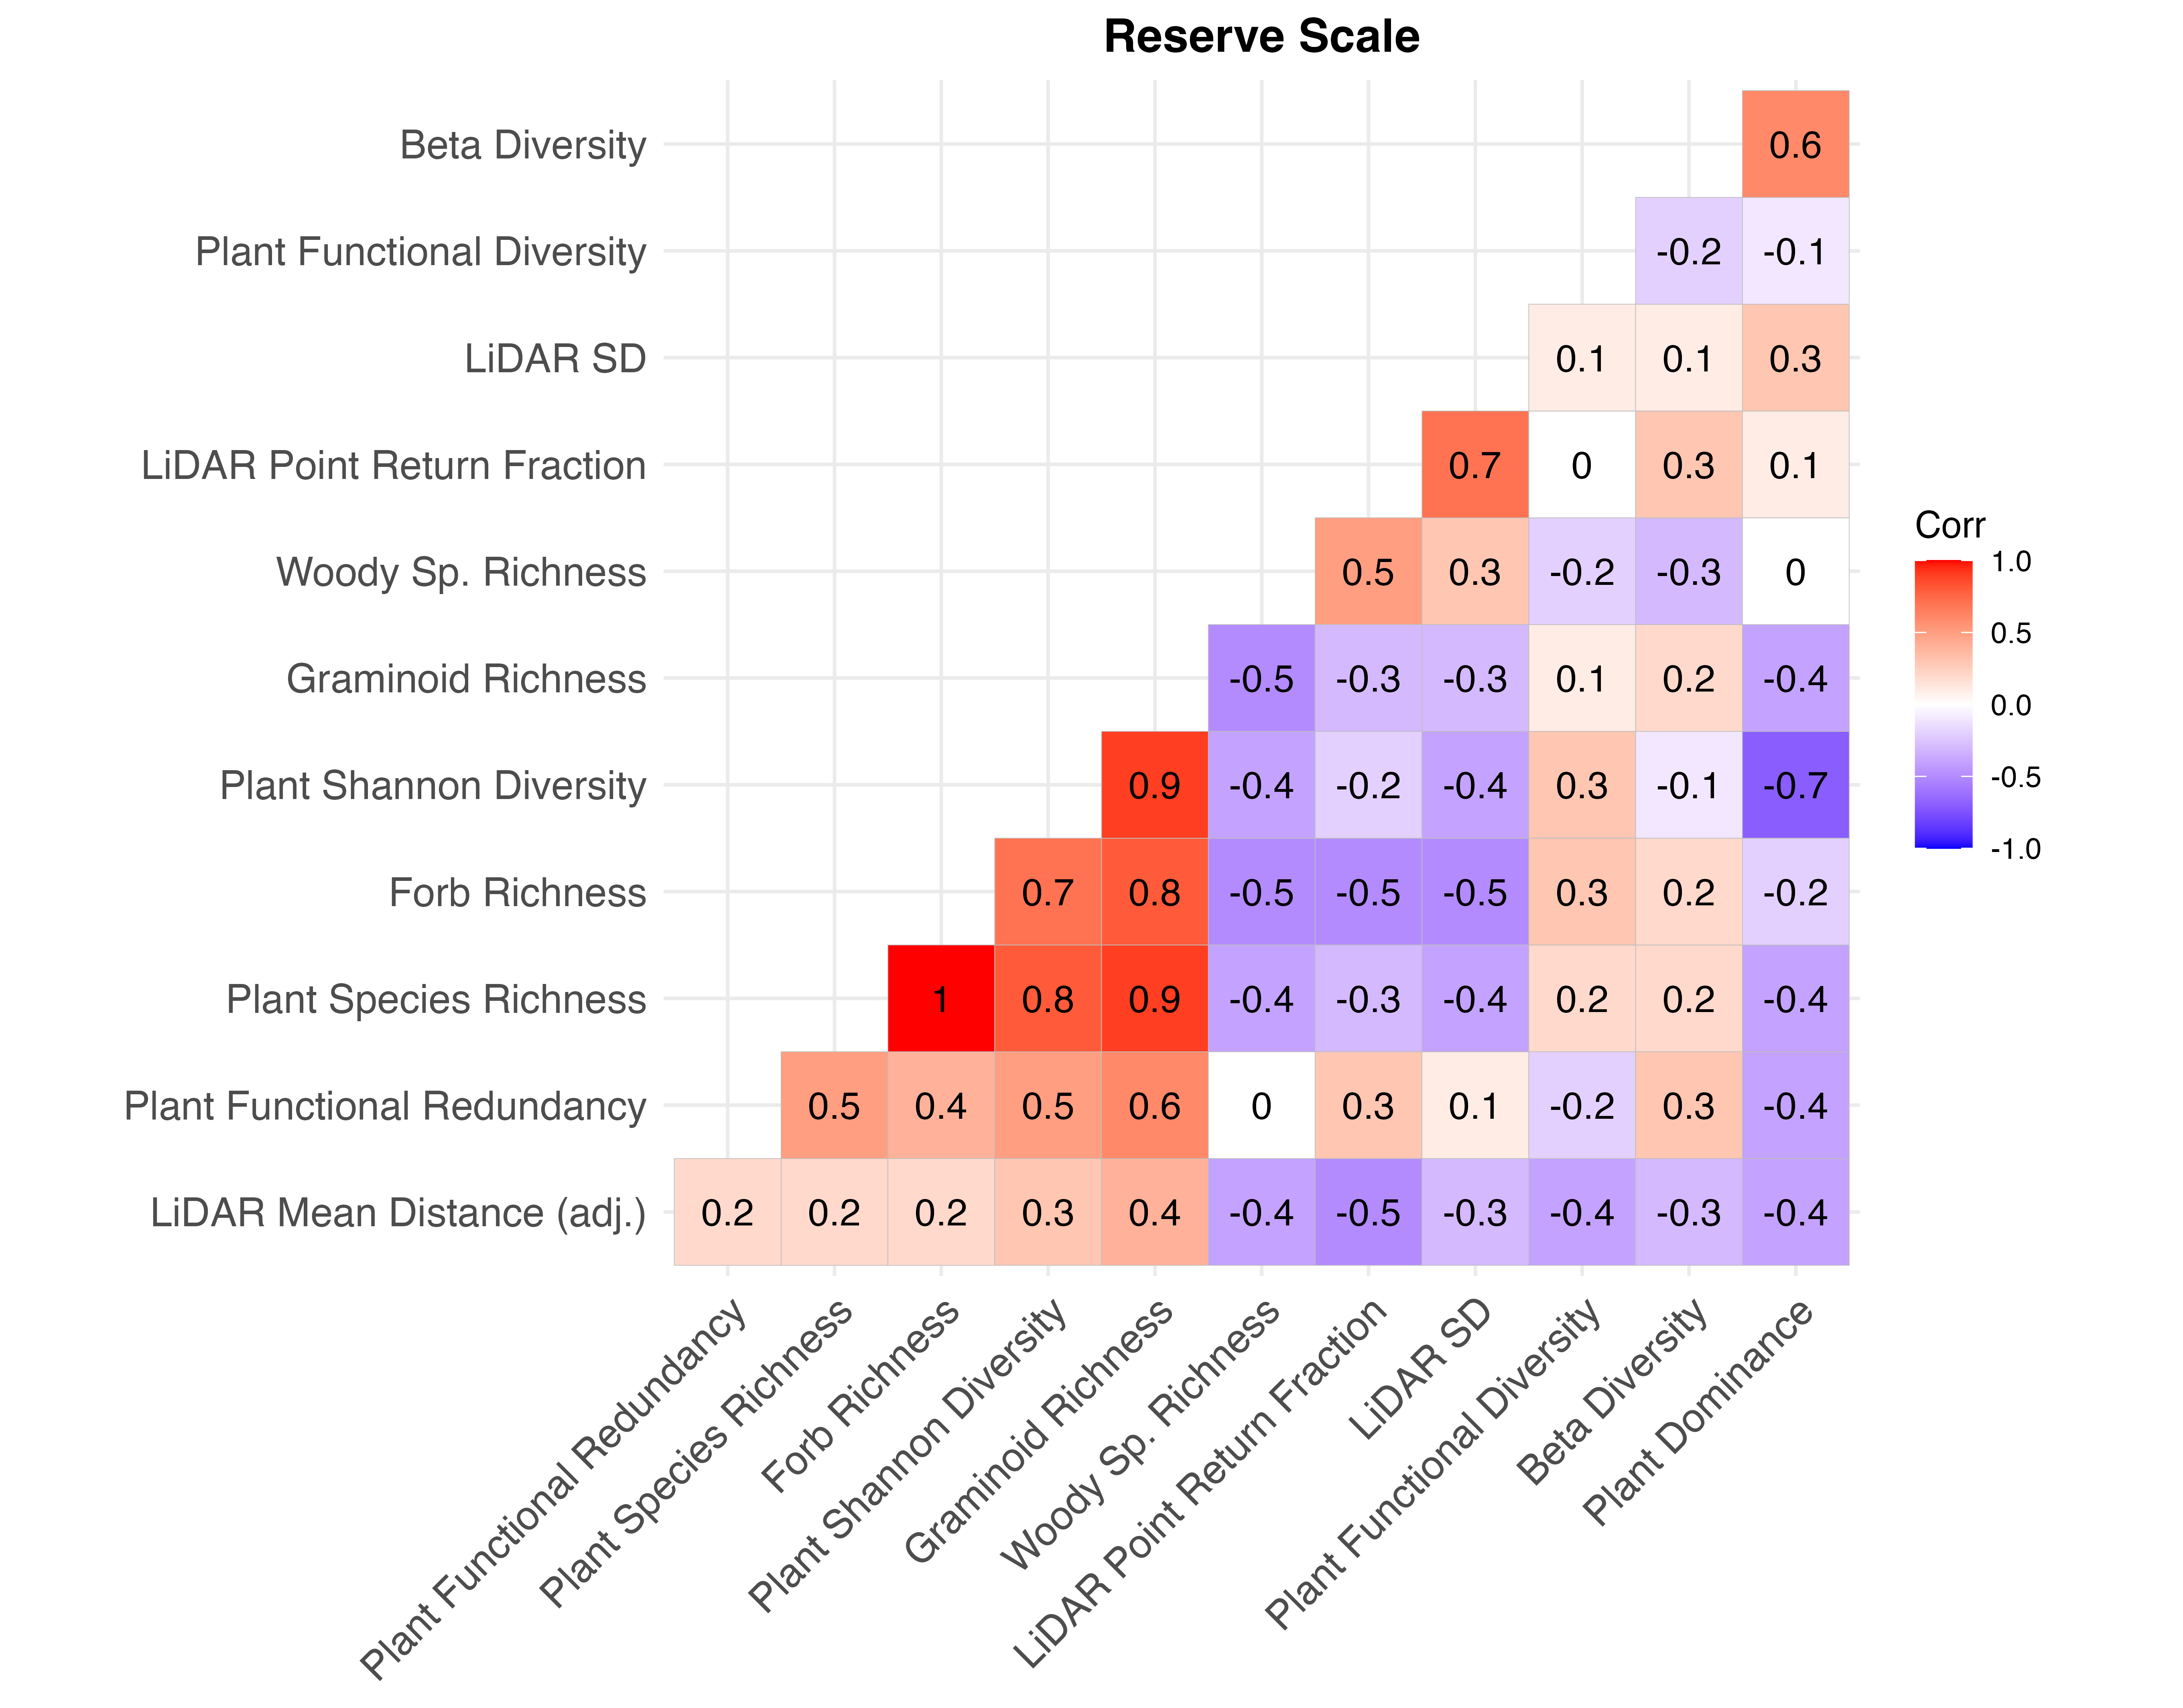 Reserve Scale
Beta Diversity 0.6
Plant Functional Diversity -0.2 -0.1
LiDAR SD 0.1 0.1 0.3
LiDAR Point Return Fraction 0.7 0 0.3 0.1
Woody Sp. Richness 0.5 0.3 -0.2 -0.3 0
Graminoid Richness -0.5 -0.3 -0.3 0.1 0.2 -0.4
Plant Shannon Diversity 0.9 -0.4 -0.2 -0.4 0.3 -0.1 -0.7
Forb Richness 0.7 0.8 -0.5 -0.5 -0.5 0.3 0.2 -0.2
Plant Species Richness 1 0.8 0.9 -0.4 -0.3 -0.4 0.2 0.2 -0.4
Plant Functional Redundancy 0.5 0.4 0.5 0.6 0 0.3 0.1 -0.2 0.3 -0.4
LiDAR Mean Distance (adj.) 0.2 0.2 0.2 0.3 0.4 -0.4 -0.5 -0.3 -0.4 -0.3 -0.4
Plant Functional Redundancy
Plant Species Richness
Forb Richness
Plant Shannon Diversity
Graminoid Richness
Woody Sp. Richness
LiDAR Point Return Fraction
LiDAR SD
Plant Functional Diversity
Beta Diversity
Plant Dominance
Corr
1.0
0.5
0.0
-0.5
-1.0